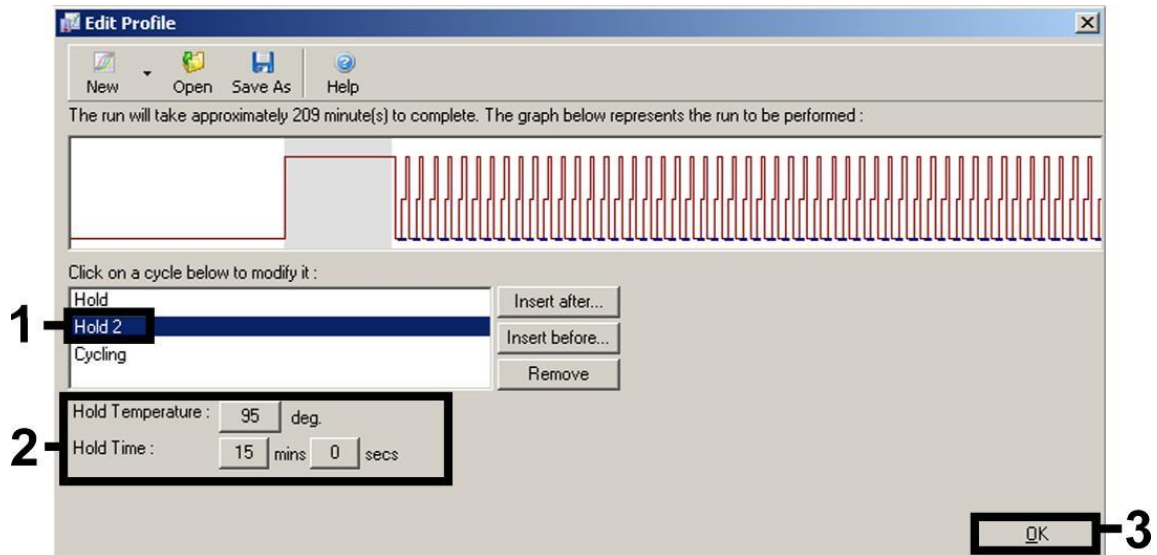 Edit Profile
New Open Save As Help
The run will take approximately 209 minute(s) to complete. The graph below represents the run to be performed :
Click on a cycle below to modify it :
Hold
Insert after...
1 Hold 2
Insert before...
Cycling
Remove
Hold Temperature : 95 deg.
2
Hold Time : 15 mins 0 secs
OK 3